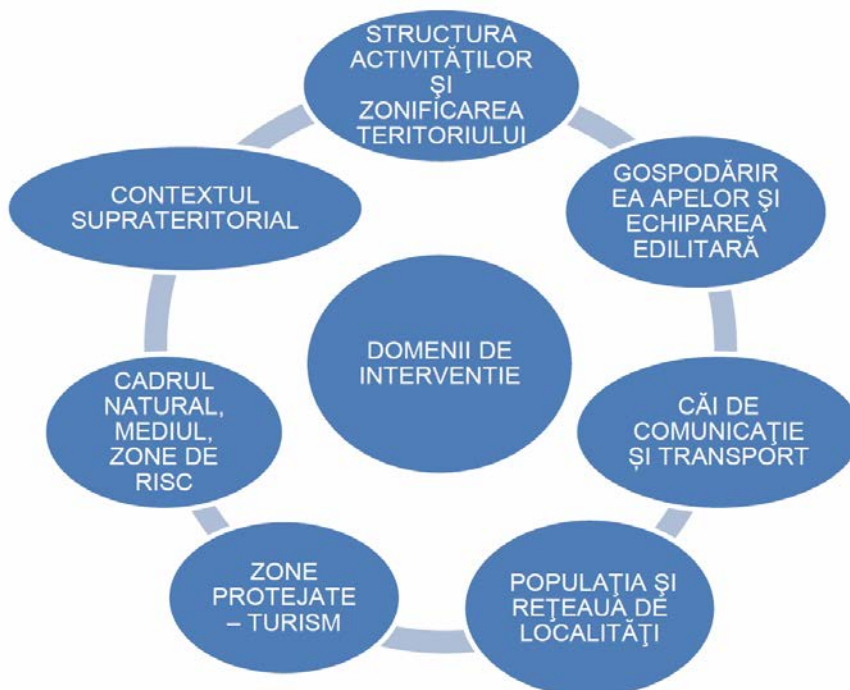 STRUCTURA
ACTIVITĂŢILOR
ŞI
ZONIFICAREA
TERITORIULUI
GOSPODĂRIR
EA APELOR ŞI
ECHIPAREA
EDILITARĂ
CĂI DE
COMUNICAŢIE
ȘI TRANSPORT
POPULAŢIA ŞI
REŢEAUA DE
LOCALITĂŢI
ZONE
PROTEJATE
– TURISM
CADRUL
NATURAL,
MEDIUL,
ZONE DE
RISC
CONTEXTUL
SUPRATERITORIAL
DOMENII DE
INTERVENTIE